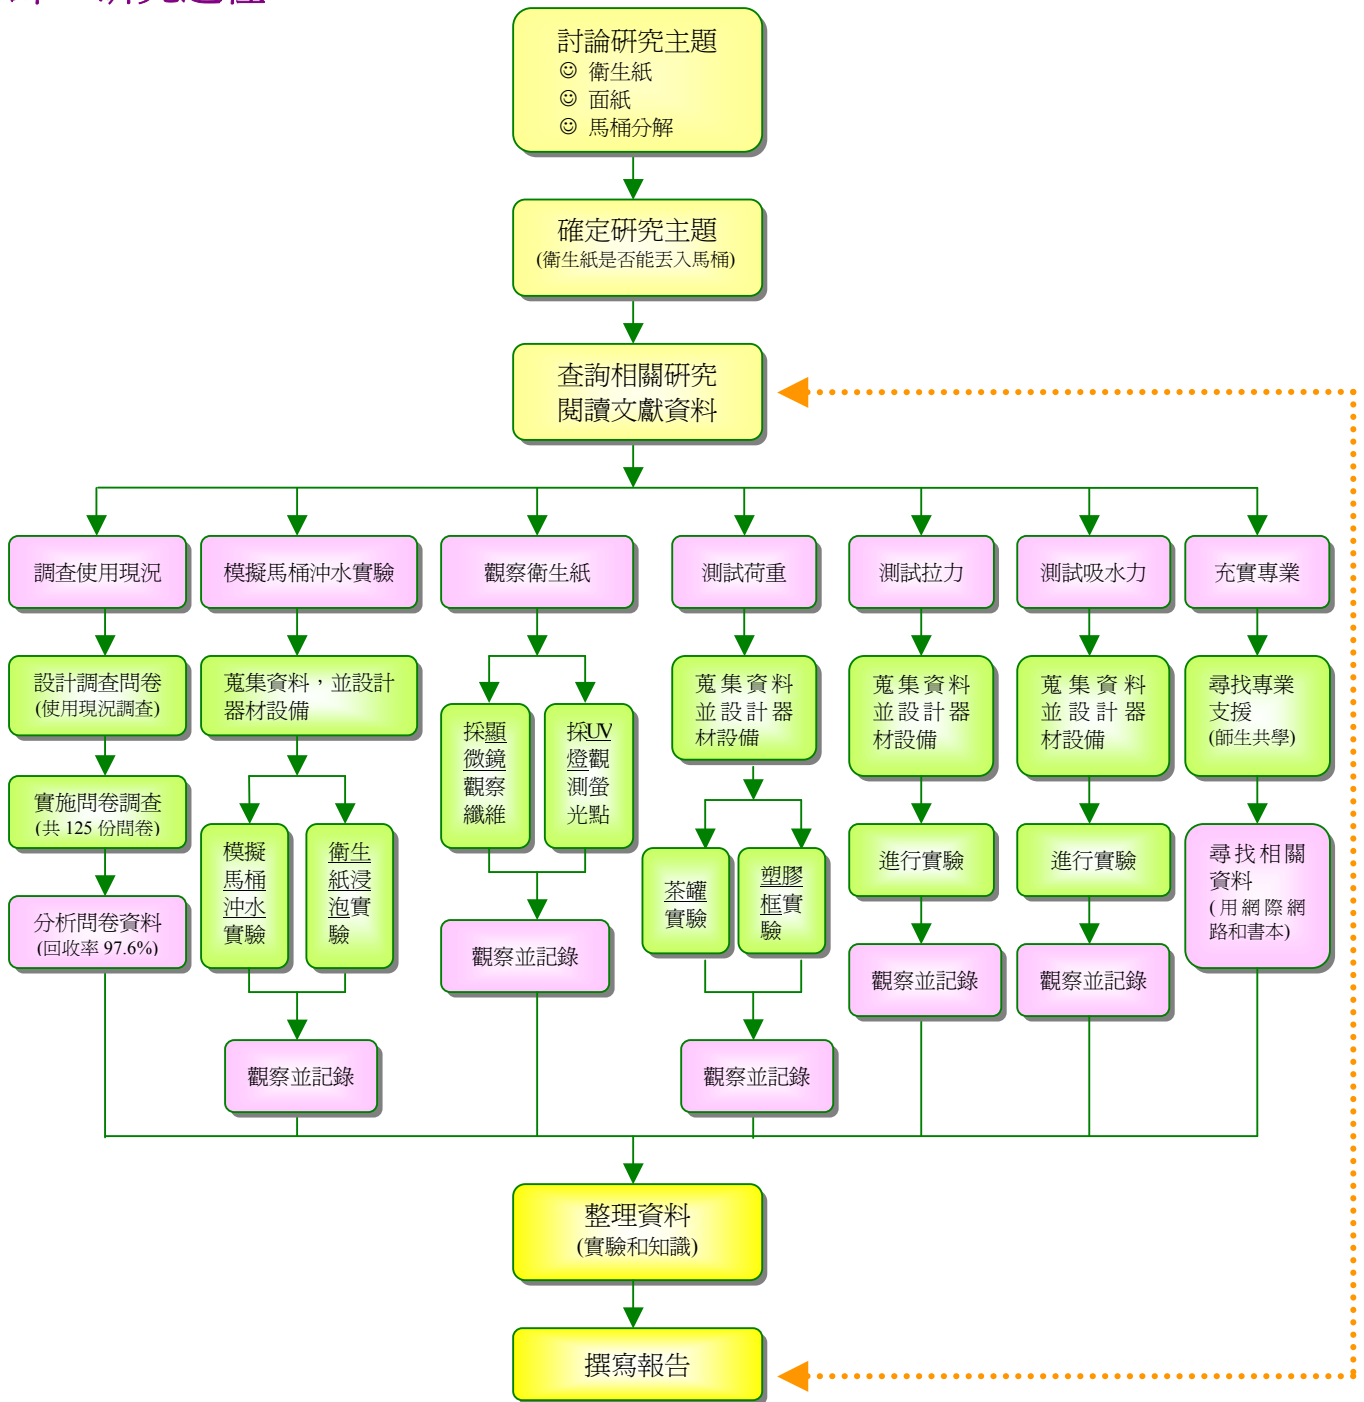 研究過程
討論研究主題
☺ 衛生紙
☺ 面紙
☺ 馬桶分解
確定研究主題
(衛生紙是否能丟入馬桶)
查詢相關研究
閱讀文獻資料
調查使用現況
模擬馬桶沖水實驗
觀察衛生紙
測試荷重
測試拉力
測試吸水力
充實專業
設計調查問卷
(使用現況調查)
實施問卷調查
(共 125 份問卷)
分析問卷資料
(回收率 97.6%)
蒐集資料，並設計
器材設備
模擬
馬桶
沖水
實驗
衛生
紙浸
泡實
驗
觀察並記錄
採顯
微鏡
觀察
纖維
採UV
燈觀
測螢
光點
觀察並記錄
蒐集資料
並設計器
材設備
茶罐
實驗
塑膠
框實
驗
觀察並記錄
蒐集資料
並設計器
材設備
進行實驗
觀察並記錄
蒐集資料
並設計器
材設備
進行實驗
觀察並記錄
尋找專業
支援
(師生共學)
尋找相關
資料
(用網際網
路和書本)
整理資料
(實驗和知識)
撰寫報告